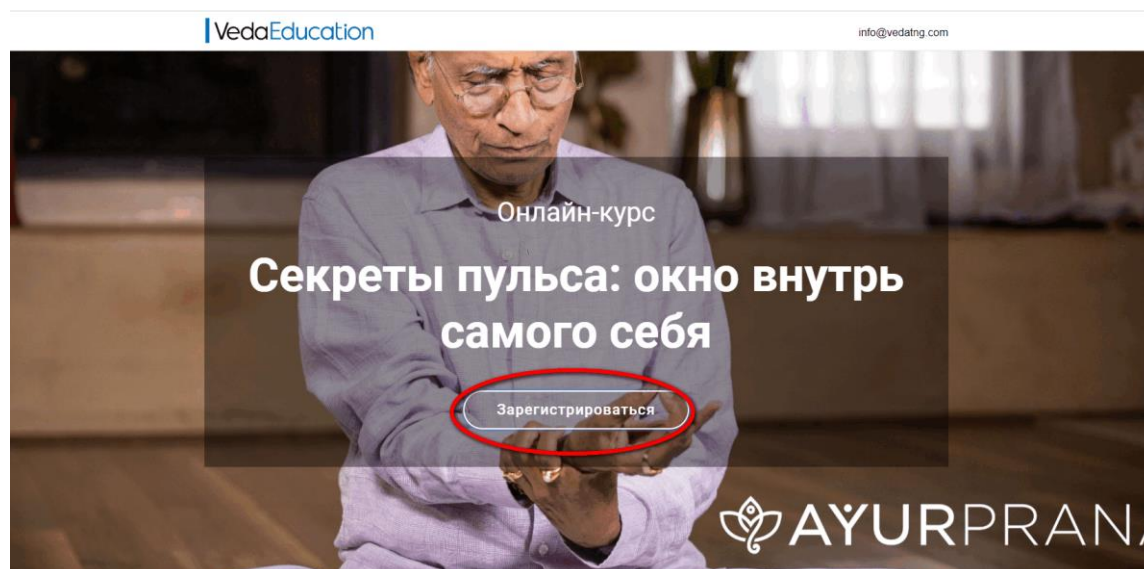 VedaEducation
info@vedatng.com
Онлайн-курс
Секреты пульса: окно внутрь
самого себя
Зарегистрироваться
AYURPRANA